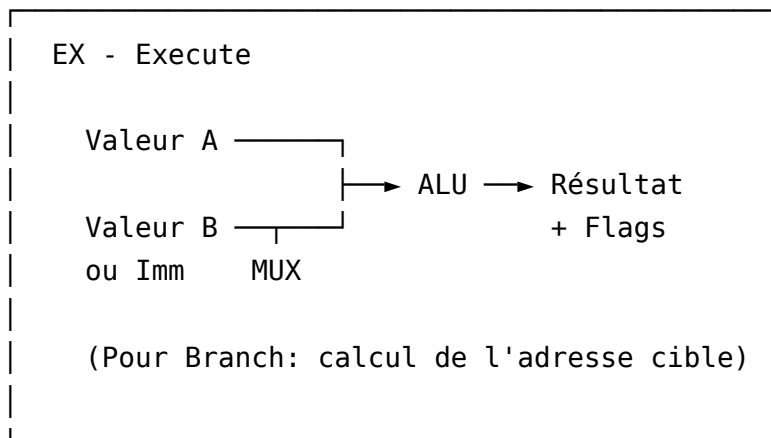 EX - Execute
Valeur A
ALU → Résultat
Valeur B + Flags
ou Imm MUX
(Pour Branch: calcul de l'adresse cible)